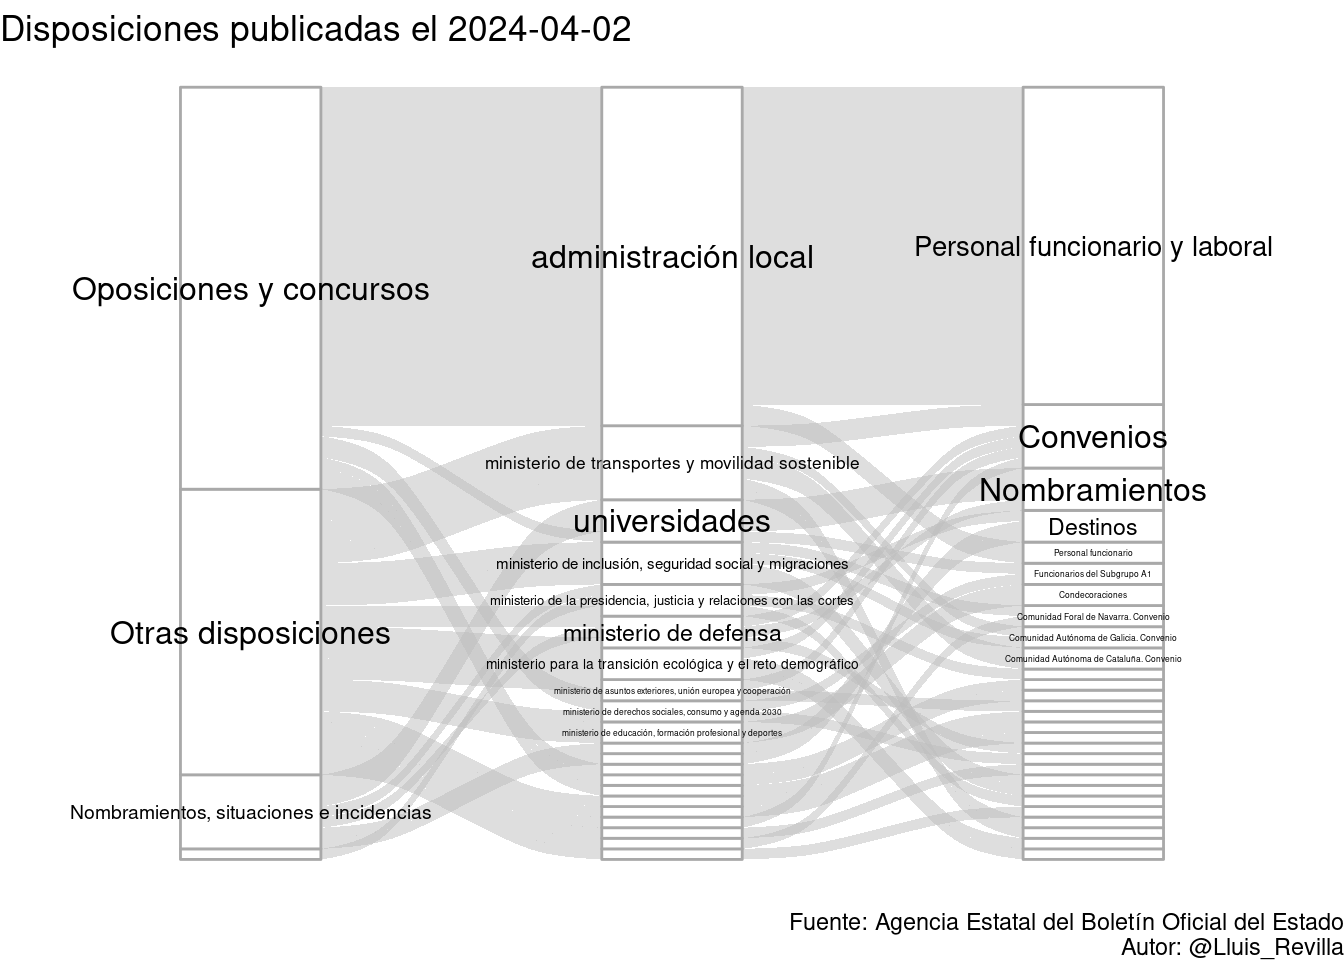 Disposiciones publicadas el 2024-04-02
Oposiciones y concursos
Otras disposiciones
Nombramientos, situaciones e incidencias
administración local
ministerio de transportes y movilidad sostenible
universidades
ministerio de inclusión, seguridad social y migraciones
ministerio de la presidencia, justicia y relaciones con las cortes
ministerio de defensa
ministerio para la transición ecológica y el reto demográfico
ministerio de asuntos exteriores, unión europea y cooperación
ministerio de derechos sociales, consumo y agenda 2030
ministerio de educación, formación profesional y deportes
Personal funcionario y laboral
Convenios
Nombramientos
Destinos
Personal funcionario
Funcionarios del Subgrupo A1
Condecoraciones
Comunidad Foral de Navarra. Convenio
Comunidad Autónoma de Galicia. Convenio
Comunidad Autónoma de Cataluña. Convenio
Fuente: Agencia Estatal del Boletín Oficial del Estado
Autor: @Lluis_Revilla